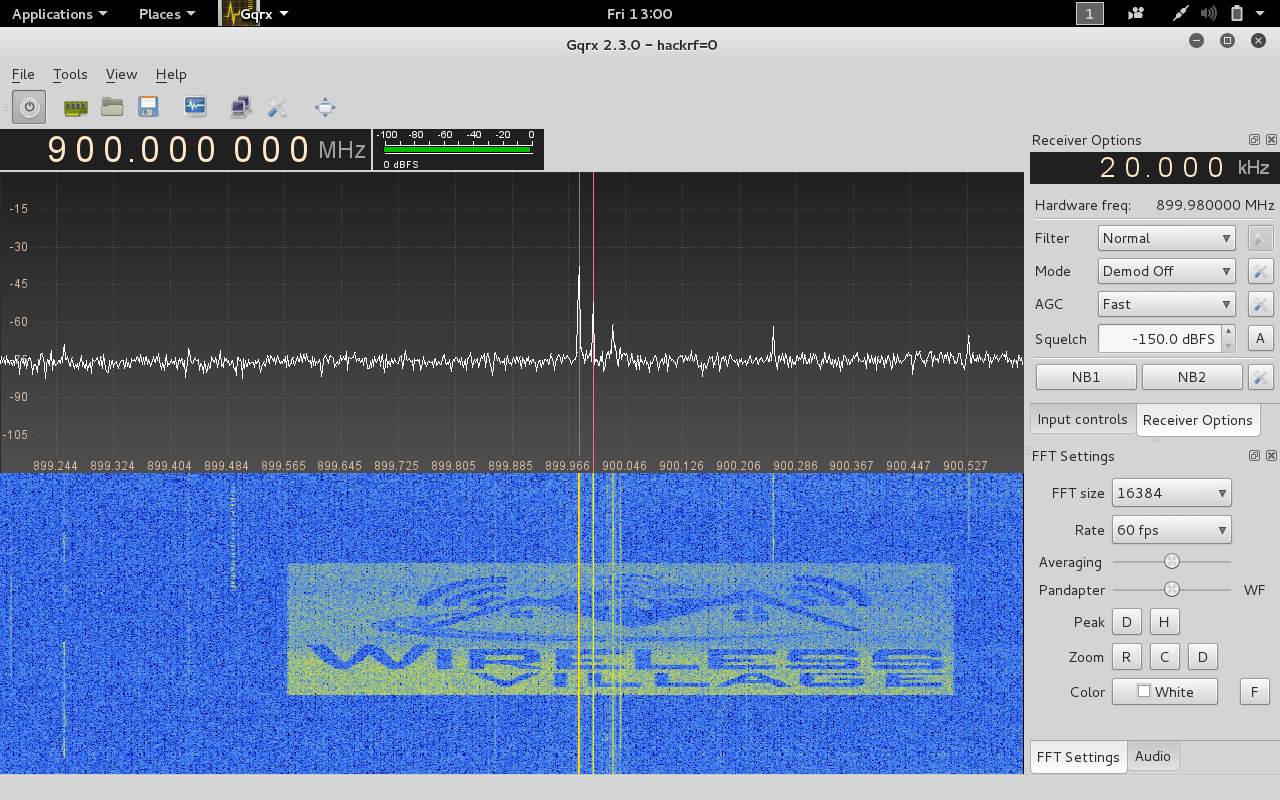 Applications Places Gqrx Fri 13:00 1
Gqrx 2.3.0 - hackrf=0
File Tools View Help
900.000 000 MHz
-100 -80 -60 -40 -20 0
0 dBFS
Receiver Options
20.000 kHz
Hardware freq: 899.980000 MHz
Filter Normal
Mode Demod Off
AGC Fast
Squelch -150.0 dBFS A
NB1 NB2
Input controls Receiver Options
-15
-30
-45
-60
-75
-90
-105
899.244 899.324 899.404 899.484 899.565 899.645 899.725 899.805 899.885 899.966 900.046 900.126 900.206 900.286 900.367 900.447 900.527
WIRELESS
VILLAGE
FFT Settings
FFT size 16384
Rate 60 fps
Averaging
Pandapter WF
Peak D H
Zoom R C D
Color White F
FFT Settings Audio